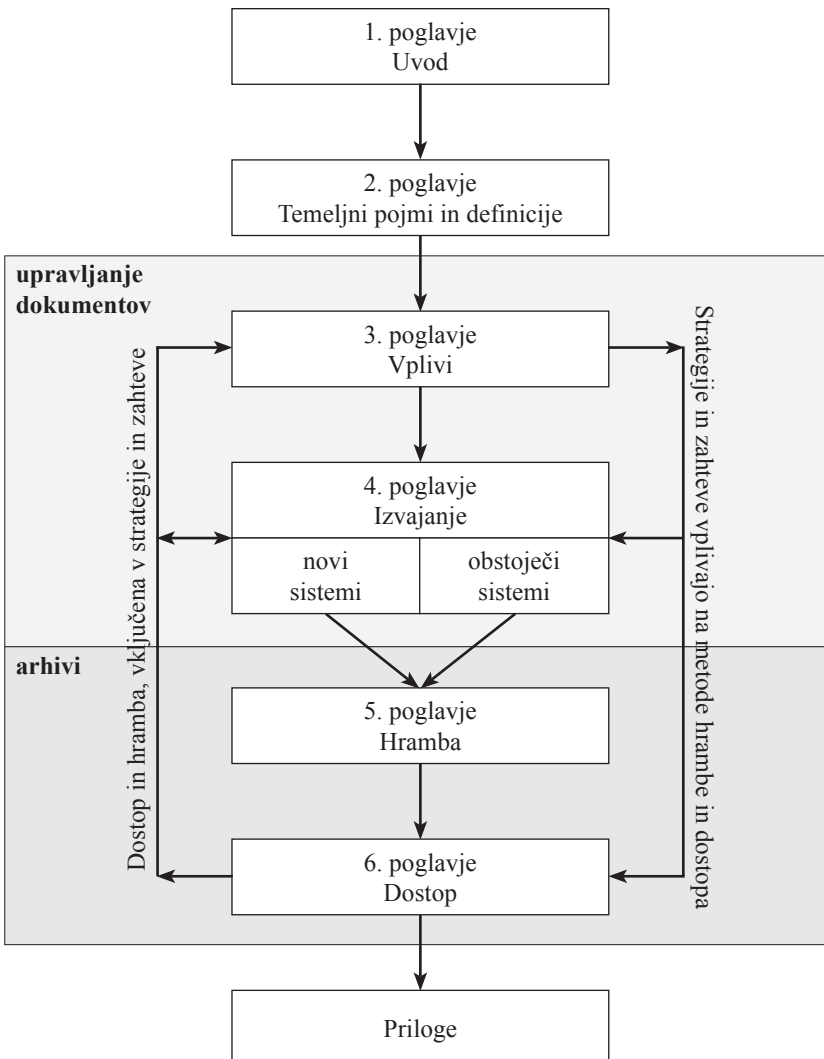 1. poglavje
Uvod
2. poglavje
Temeljni pojmi in definicije
upravljanje
dokumentov
3. poglavje
Vplivi
Dostop in hramba, vključena v strategije in zahteve
Strategije in zahteve vplivajo na metode hrambe in dostopa
4. poglavje
Izvajanje
novi
sistemi
obstoječi
sistemi
arhivi
5. poglavje
Hramba
6. poglavje
Dostop
Priloge